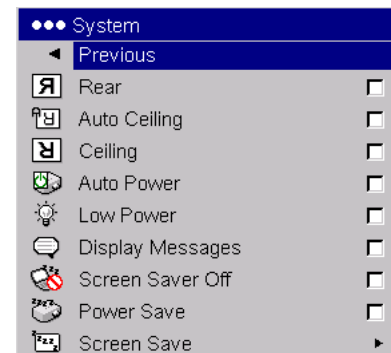 System
Previous
Rear
Auto Ceiling
Ceiling
Auto Power
Low Power
Display Messages
Screen Saver Off
Power Save
Screen Save